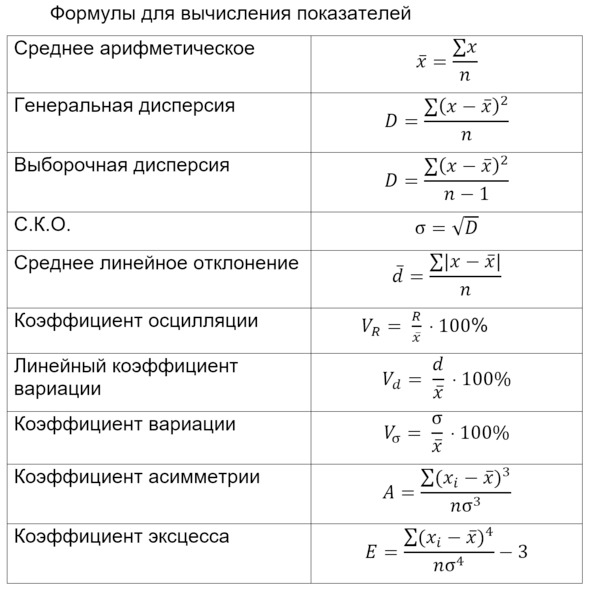 Формулы для вычисления показателей
Среднее арифметическое x̄ = ∑x / n
Генеральная дисперсия D = ∑(x − x̄)² / n
Выборочная дисперсия D = ∑(x − x̄)² / n − 1
С.К.О. σ = √D
Среднее линейное отклонение d̄ = ∑|x − x̄| / n
Коэффициент осцилляции V_R = R / x̄ · 100%
Линейный коэффициент
вариации V_d = d / x̄ · 100%
Коэффициент вариации V_σ = σ / x̄ · 100%
Коэффициент асимметрии A = ∑(xᵢ − x̄)³ / nσ³
Коэффициент эксцесса E = ∑(xᵢ − x̄)⁴ / nσ⁴ − 3